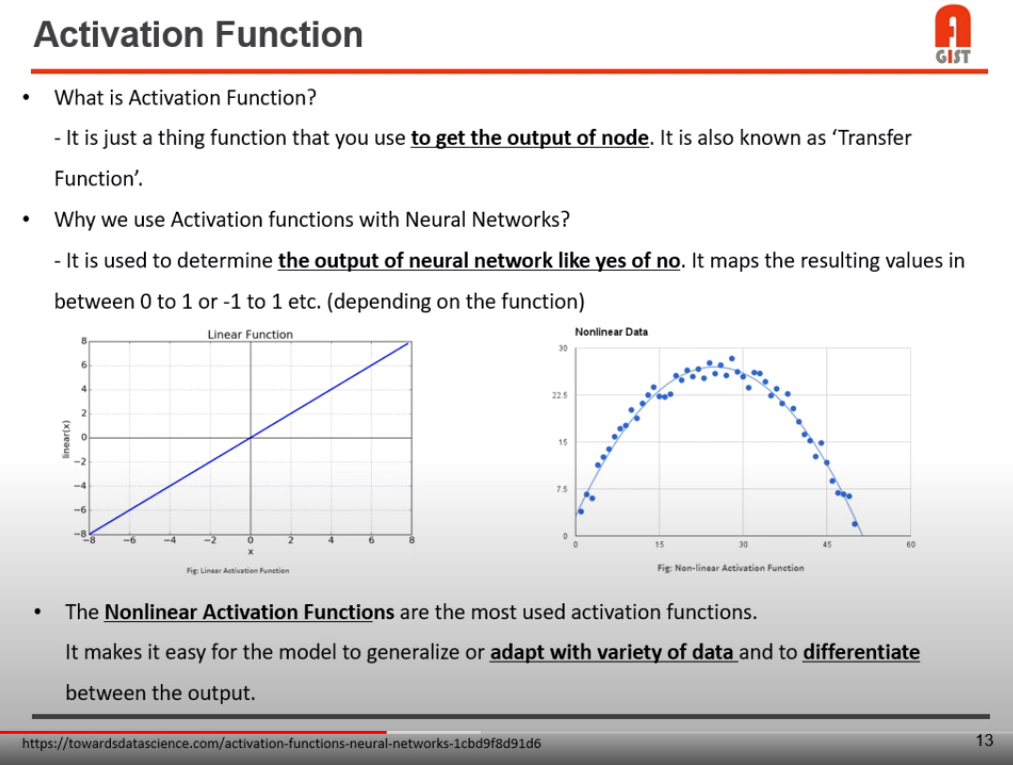 Activation Function
GIST
• What is Activation Function?
- It is just a thing function that you use to get the output of node. It is also known as ‘Transfer
Function’.
• Why we use Activation functions with Neural Networks?
- It is used to determine the output of neural network like yes of no. It maps the resulting values in
between 0 to 1 or -1 to 1 etc. (depending on the function)
Linear Function
8
6
4
2
0
−2
−4
−6
−8
linear(x)
−8 −6 −4 −2 0 2 4 6 8
x
Fig: Linear Activation Function
Nonlinear Data
30
22.5
15
7.5
0
0 15 30 45 60
Fig: Non-linear Activation Function
• The Nonlinear Activation Functions are the most used activation functions.
It makes it easy for the model to generalize or adapt with variety of data and to differentiate
between the output.
https://towardsdatascience.com/activation-functions-neural-networks-1cbd9f8d91d6
13